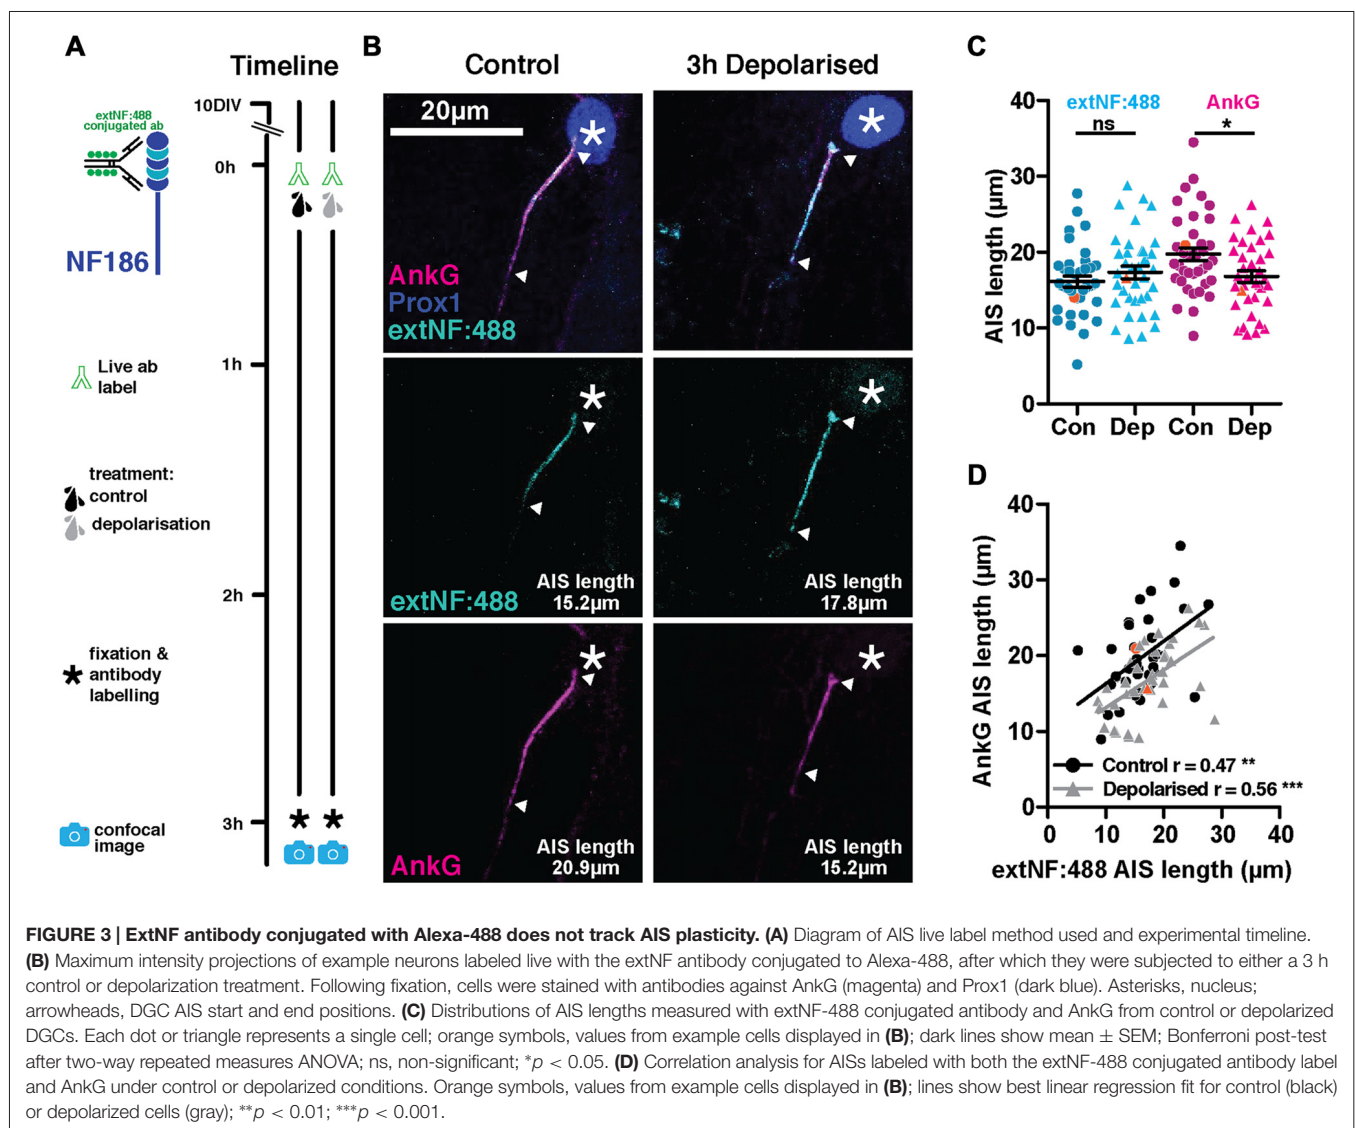 A
Timeline
extNF:488
conjugated ab
NF186
10DIV
0h
1h
Live ab
label
treatment:
control
depolarisation
2h
fixation &
antibody
labelling
3h
confocal
image
B
Control
3h Depolarised
20µm
AnkG
Prox1
extNF:488
extNF:488
AIS length
15.2µm
AIS length
17.8µm
AnkG
AIS length
20.9µm
AIS length
15.2µm
C
extNF:488
AnkG
ns
*
AIS length (µm)
40
30
20
10
0
Con Dep Con Dep
D
AnkG AIS length (µm)
40
30
20
10
0
Control r = 0.47 **
Depolarised r = 0.56 ***
0 10 20 30 40
extNF:488 AIS length (µm)
FIGURE 3 | ExtNF antibody conjugated with Alexa-488 does not track AIS plasticity. (A) Diagram of AIS live label method used and experimental timeline.
(B) Maximum intensity projections of example neurons labeled live with the extNF antibody conjugated to Alexa-488, after which they were subjected to either a 3 h
control or depolarization treatment. Following fixation, cells were stained with antibodies against AnkG (magenta) and Prox1 (dark blue). Asterisks, nucleus;
arrowheads, DGC AIS start and end positions. (C) Distributions of AIS lengths measured with extNF-488 conjugated antibody and AnkG from control or depolarized
DGCs. Each dot or triangle represents a single cell; orange symbols, values from example cells displayed in (B); dark lines show mean ± SEM; Bonferroni post-test
after two-way repeated measures ANOVA; ns, non-significant; *p < 0.05. (D) Correlation analysis for AISs labeled with both the extNF-488 conjugated antibody label
and AnkG under control or depolarized conditions. Orange symbols, values from example cells displayed in (B); lines show best linear regression fit for control (black)
or depolarized cells (gray); **p < 0.01; ***p < 0.001.